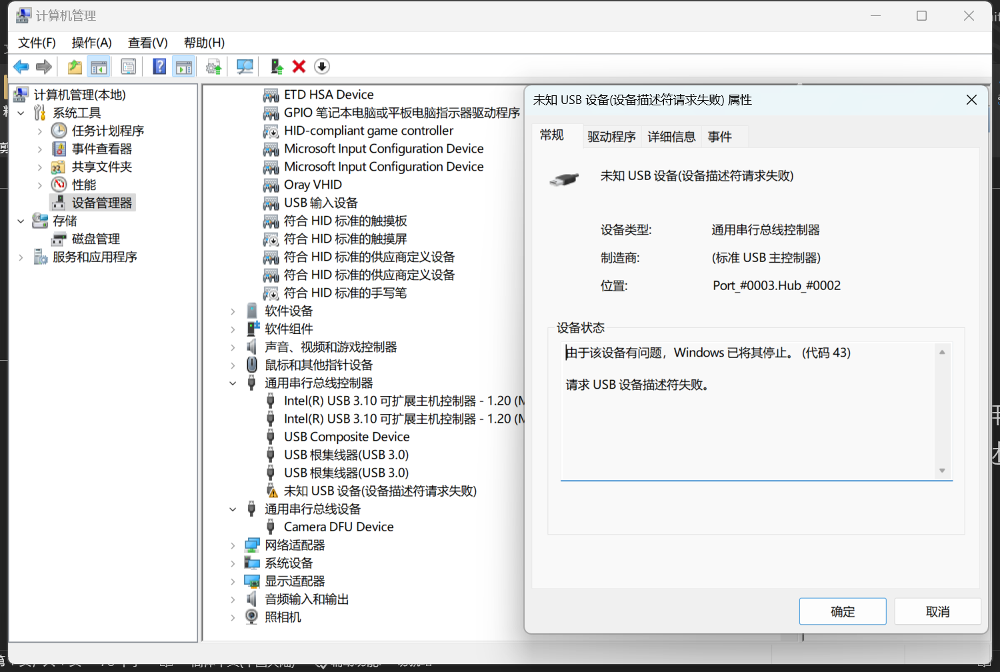 计算机管理
文件(F) 操作(A) 查看(V) 帮助(H)
计算机管理(本地)
系统工具
任务计划程序
事件查看器
共享文件夹
性能
设备管理器
存储
磁盘管理
服务和应用程序
ETD HSA Device
GPIO 笔记本电脑或平板电脑指示器驱动程序
HID-compliant game controller
Microsoft Input Configuration Device
Microsoft Input Configuration Device
Oray VHID
USB 输入设备
符合 HID 标准的触摸板
符合 HID 标准的触摸屏
符合 HID 标准的供应商定义设备
符合 HID 标准的供应商定义设备
符合 HID 标准的手写笔
软件设备
软件组件
声音、视频和游戏控制器
鼠标和其他指针设备
通用串行总线控制器
Intel(R) USB 3.10 可扩展主机控制器 - 1.20 (M
Intel(R) USB 3.10 可扩展主机控制器 - 1.20 (M
USB Composite Device
USB 根集线器(USB 3.0)
USB 根集线器(USB 3.0)
未知 USB 设备(设备描述符请求失败)
通用串行总线设备
Camera DFU Device
网络适配器
系统设备
显示适配器
音频输入和输出
照相机
未知 USB 设备(设备描述符请求失败) 属性
常规 驱动程序 详细信息 事件
未知 USB 设备(设备描述符请求失败)
设备类型: 通用串行总线控制器
制造商: (标准 USB 主控制器)
位置: Port_#0003.Hub_#0002
设备状态
由于该设备有问题，Windows 已将其停止。 (代码 43)
请求 USB 设备描述符失败。
确定 取消